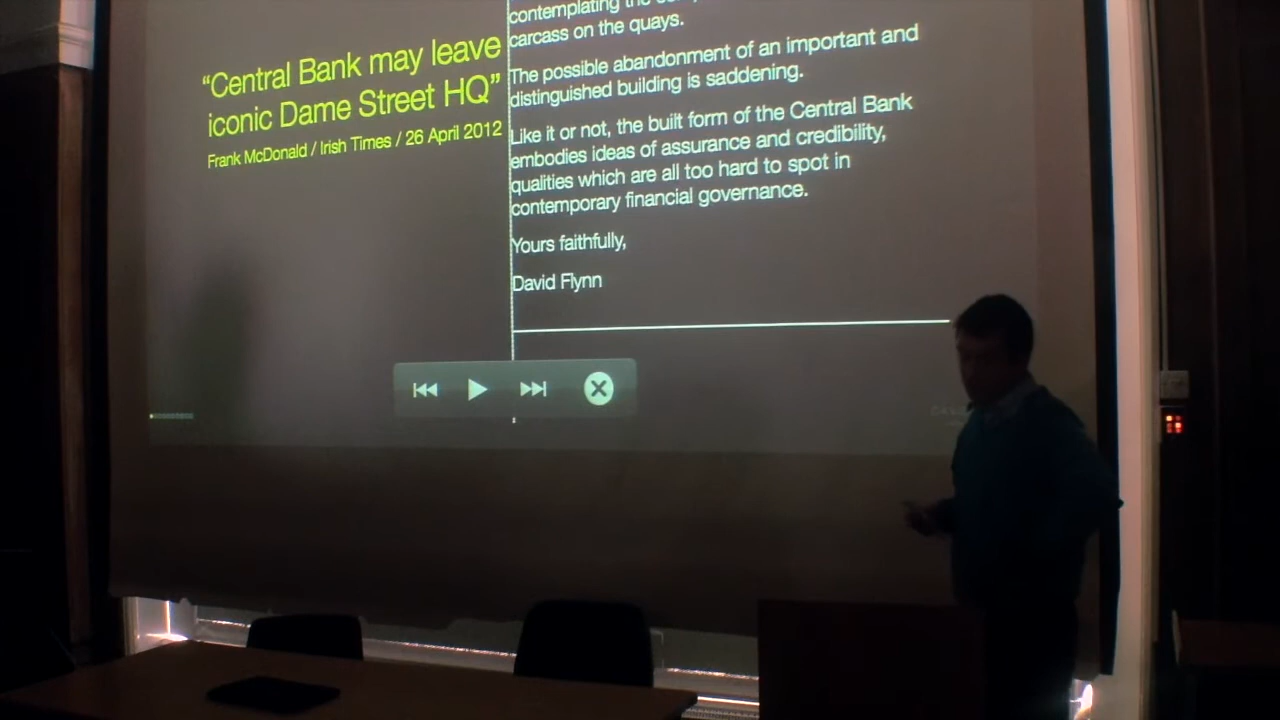 “Central Bank may leave
iconic Dame Street HQ”
Frank McDonald / Irish Times / 26 April 2012
contemplating the
carcass on the quays.
The possible abandonment of an important and
distinguished building is saddening.
Like it or not, the built form of the Central Bank
embodies ideas of assurance and credibility,
qualities which are all too hard to spot in
contemporary financial governance.
Yours faithfully,
David Flynn